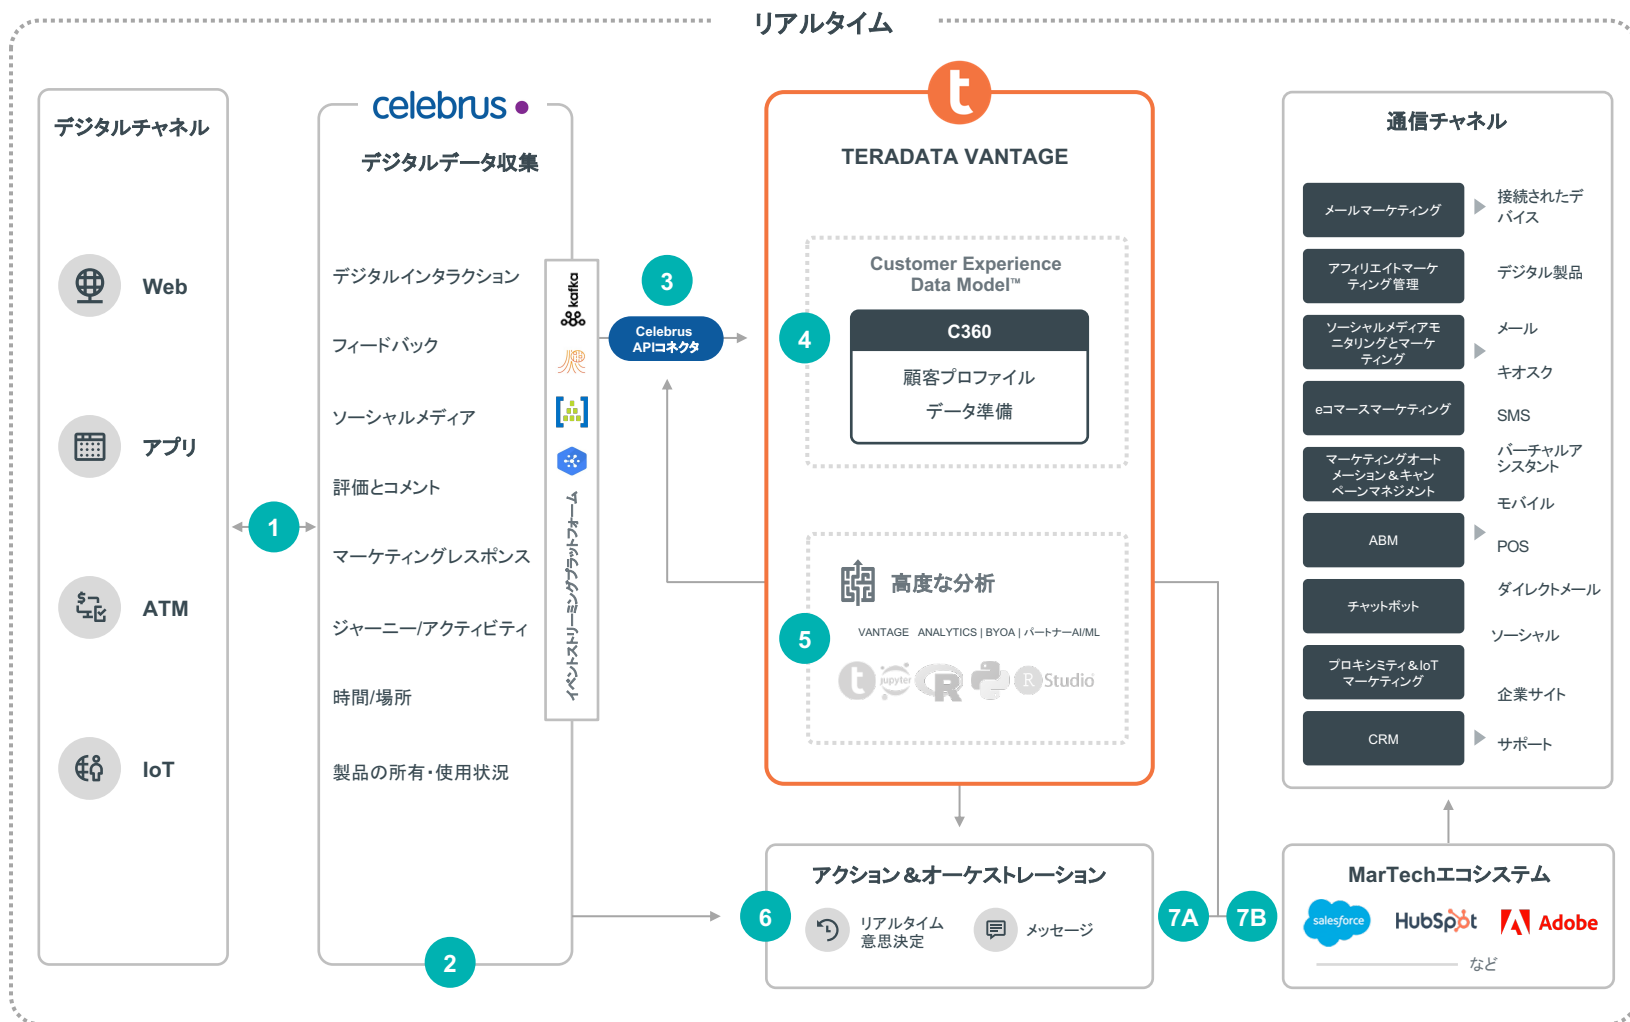 リアルタイム
デジタルチャネル
Web
アプリ
ATM
IoT
1
celebrus
デジタルデータ収集
デジタルインタラクション
フィードバック
ソーシャルメディア
評価とコメント
マーケティングレスポンス
ジャーニー/アクティビティ
時間/場所
製品の所有・使用状況
kafka
イベントストリーミングプラットフォーム
2
3
Celebrus
APIコネクタ
t
TERADATA VANTAGE
4
Customer Experience
Data Model™
C360
顧客プロファイル
データ準備
5
高度な分析
VANTAGE ANALYTICS | BYOA | パートナーAI/ML
t
jupyter
R
R Studio
6
アクション&オーケストレーション
リアルタイム
意思決定
メッセージ
7A
7B
通信チャネル
メールマーケティング
アフィリエイトマーケ
ティング管理
ソーシャルメディアモ
ニタリングとマーケ
ティング
eコマースマーケティング
マーケティングオート
メーション&キャン
ペーンマネジメント
ABM
チャットボット
プロキシミティ&IoT
マーケティング
CRM
接続されたデ
バイス
デジタル製品
メール
キオスク
SMS
バーチャルア
シスタント
モバイル
POS
ダイレクトメール
ソーシャル
企業サイト
サポート
MarTechエコシステム
salesforce
HubSpot
Adobe
など